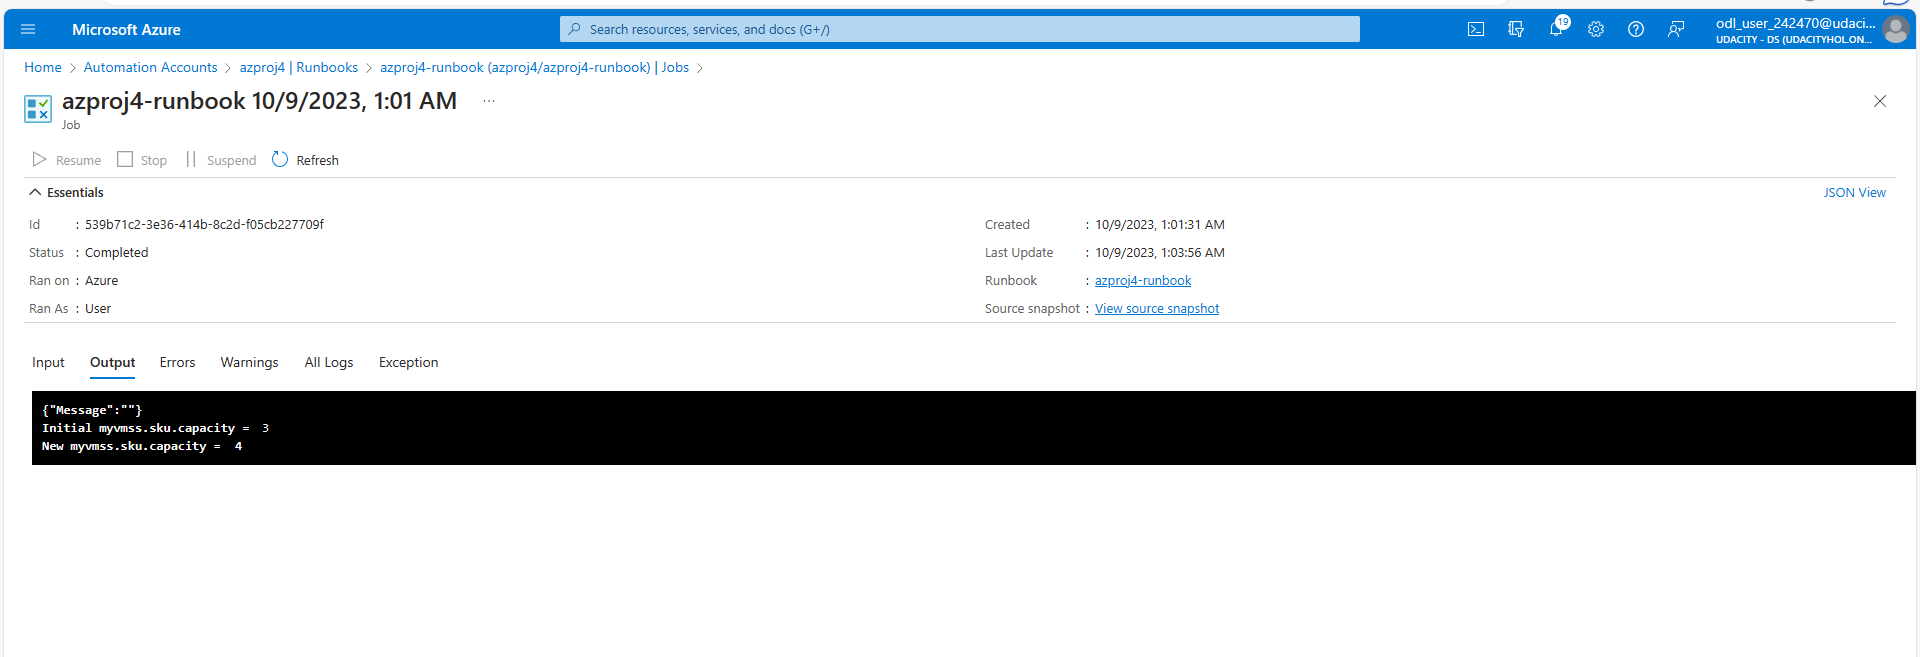 Microsoft Azure
Search resources, services, and docs (G+/)
19
odl_user_242470@udaci...
UDACITY - DS (UDACITYHOL.ON...
Home > Automation Accounts > azproj4 | Runbooks > azproj4-runbook (azproj4/azproj4-runbook) | Jobs >
azproj4-runbook 10/9/2023, 1:01 AM ...
Job
Resume Stop Suspend Refresh
Essentials
JSON View
Id : 539b71c2-3e36-414b-8c2d-f05cb227709f
Created : 10/9/2023, 1:01:31 AM
Status : Completed
Last Update : 10/9/2023, 1:03:56 AM
Ran on : Azure
Runbook : azproj4-runbook
Ran As : User
Source snapshot : View source snapshot
Input Output Errors Warnings All Logs Exception
{"Message":""}
Initial myvmss.sku.capacity = 3
New myvmss.sku.capacity = 4